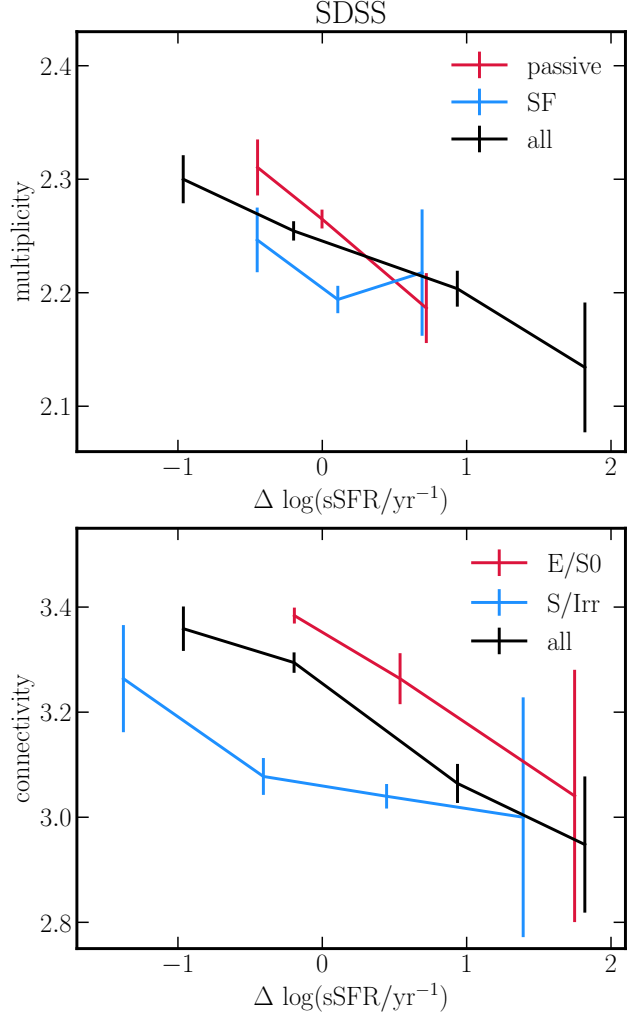 SDSS
2.4
2.3
2.2
2.1
multiplicity
passive
SF
all
−1
0
1
2
Δ log(sSFR/yr⁻¹)
3.4
3.2
3.0
2.8
connectivity
E/S0
S/Irr
all
−1
0
1
2
Δ log(sSFR/yr⁻¹)